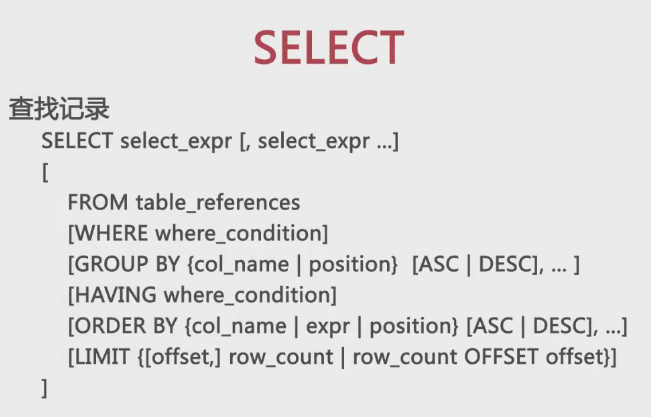 SELECT
查找记录
SELECT select_expr [, select_expr ...]
[
FROM table_references
[WHERE where_condition]
[GROUP BY {col_name | position} [ASC | DESC], ... ]
[HAVING where_condition]
[ORDER BY {col_name | expr | position} [ASC | DESC], ...]
[LIMIT {[offset,] row_count | row_count OFFSET offset}]
]